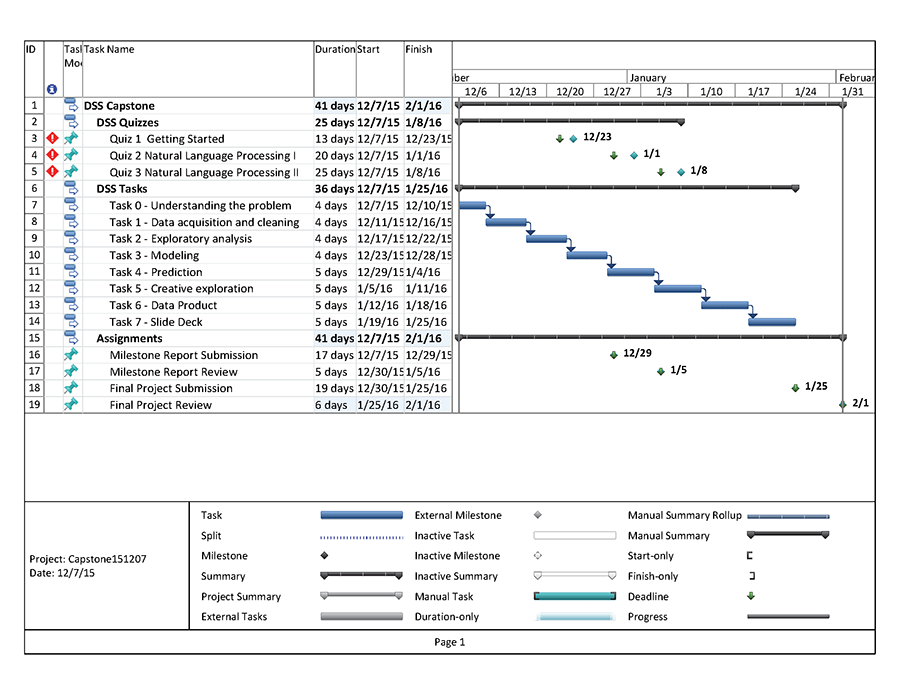 ID Task Task Name Duration Start Finish
Mod
ber January Februar
12/6 12/13 12/20 12/27 1/3 1/10 1/17 1/24 1/31
1 DSS Capstone 41 days 12/7/15 2/1/16
2 DSS Quizzes 25 days 12/7/15 1/8/16
3 Quiz 1 Getting Started 13 days 12/7/15 12/23/15 12/23
4 Quiz 2 Natural Language Processing I 20 days 12/7/15 1/1/16 1/1
5 Quiz 3 Natural Language Processing II 25 days 12/7/15 1/8/16 1/8
6 DSS Tasks 36 days 12/7/15 1/25/16
7 Task 0 - Understanding the problem 4 days 12/7/15 12/10/15
8 Task 1 - Data acquisition and cleaning 4 days 12/11/15 12/16/15
9 Task 2 - Exploratory analysis 4 days 12/17/15 12/22/15
10 Task 3 - Modeling 4 days 12/23/15 12/28/15
11 Task 4 - Prediction 5 days 12/29/15 1/4/16
12 Task 5 - Creative exploration 5 days 1/5/16 1/11/16
13 Task 6 - Data Product 5 days 1/12/16 1/18/16
14 Task 7 - Slide Deck 5 days 1/19/16 1/25/16
15 Assignments 41 days 12/7/15 2/1/16
16 Milestone Report Submission 17 days 12/7/15 12/29/15 12/29
17 Milestone Report Review 5 days 12/30/15 1/5/16 1/5
18 Final Project Submission 19 days 12/30/15 1/25/16 1/25
19 Final Project Review 6 days 1/25/16 2/1/16 2/1
Project: Capstone151207
Date: 12/7/15
Task External Milestone Manual Summary Rollup
Split Inactive Task Manual Summary
Milestone Inactive Milestone Start-only
Summary Inactive Summary Finish-only
Project Summary Manual Task Deadline
External Tasks Duration-only Progress
Page 1